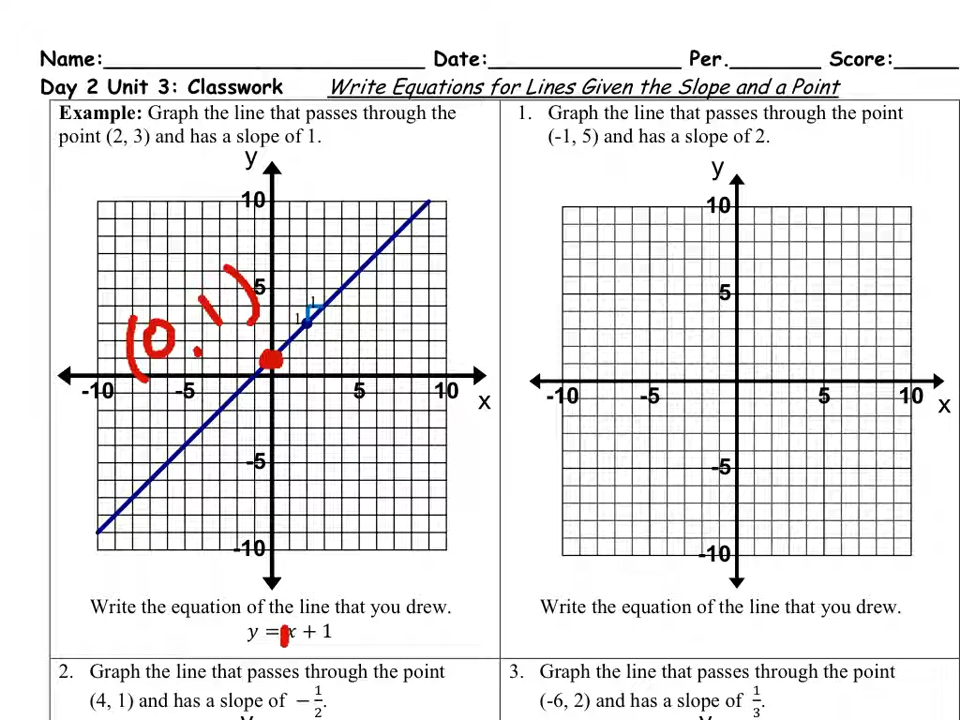 Name:____________________ Date:____________ Per.______ Score:____
Day 2 Unit 3: Classwork Write Equations for Lines Given the Slope and a Point
Example: Graph the line that passes through the
point (2, 3) and has a slope of 1.
y
10
5
1
1
(0,1)
-10 -5 5 10
x
-5
-10
Write the equation of the line that you drew.
y = x + 1
1. Graph the line that passes through the point
(-1, 5) and has a slope of 2.
y
10
5
-10 -5 5 10
x
-5
-10
Write the equation of the line that you drew.
2. Graph the line that passes through the point
(4, 1) and has a slope of −1/2.
3. Graph the line that passes through the point
(-6, 2) and has a slope of 1/3.